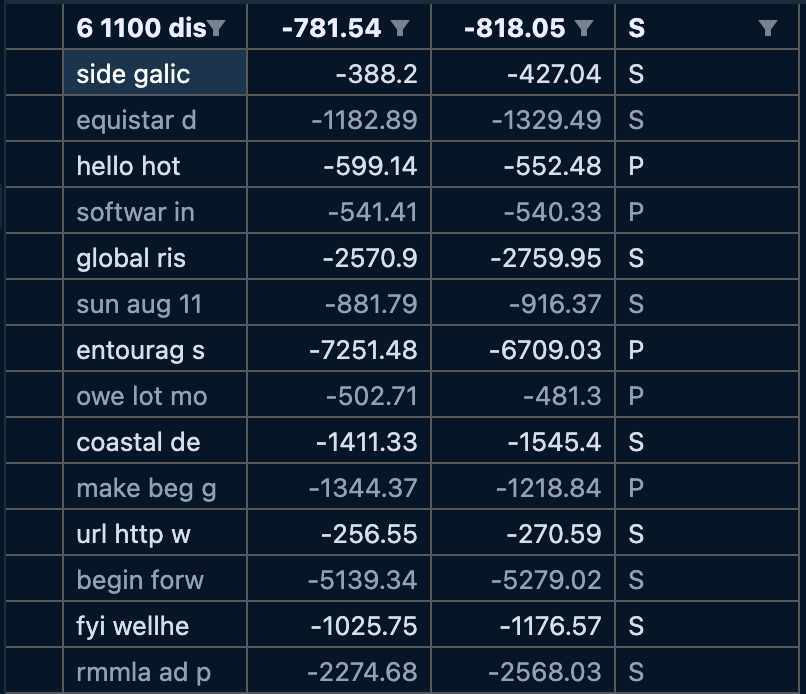 6 1100 dis -781.54 -818.05 S
side galic -388.2 -427.04 S
equistar d -1182.89 -1329.49 S
hello hot -599.14 -552.48 P
softwar in -541.41 -540.33 P
global ris -2570.9 -2759.95 S
sun aug 11 -881.79 -916.37 S
entourag s -7251.48 -6709.03 P
owe lot mo -502.71 -481.3 P
coastal de -1411.33 -1545.4 S
make beg g -1344.37 -1218.84 P
url http w -256.55 -270.59 S
begin forw -5139.34 -5279.02 S
fyi wellhe -1025.75 -1176.57 S
rmmla ad p -2274.68 -2568.03 S